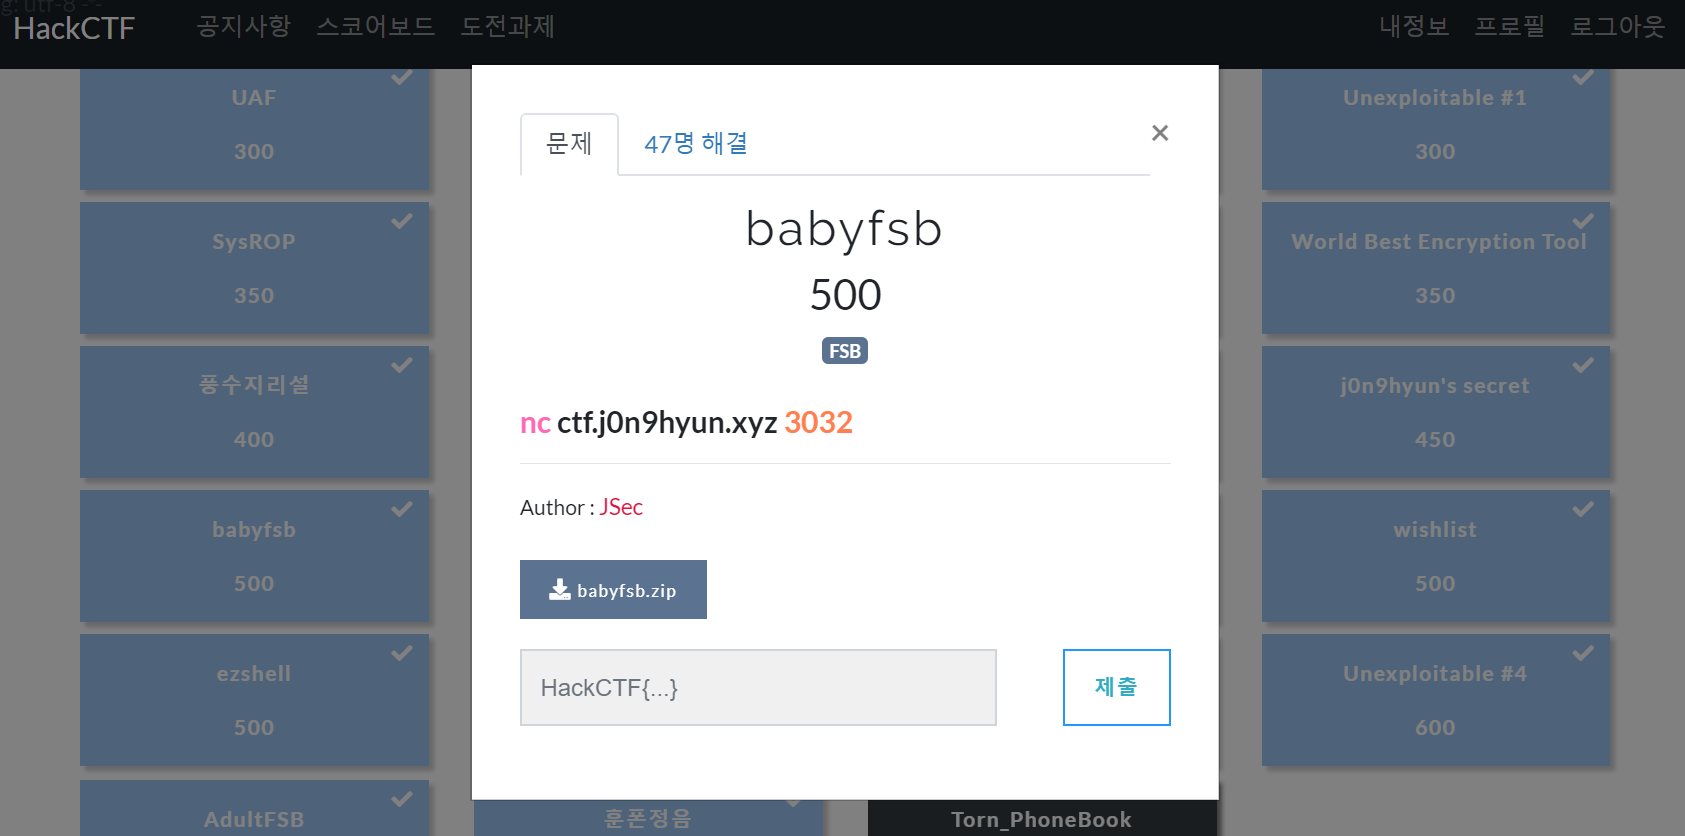 g: utf-8 -*-
HackCTF 공지사항 스코어보드 도전과제 내정보 프로필 로그아웃
UAF
300
Unexploitable #1
300
문제 47명 해결 ×
babyfsb
500
FSB
nc ctf.j0n9hyun.xyz 3032
Author : JSec
babyfsb.zip
HackCTF{...}
제출
SysROP
350
World Best Encryption Tool
350
풍수지리설
400
j0n9hyun's secret
450
babyfsb
500
wishlist
500
ezshell
500
Unexploitable #4
600
AdultFSB
훈폰정음
Torn_PhoneBook